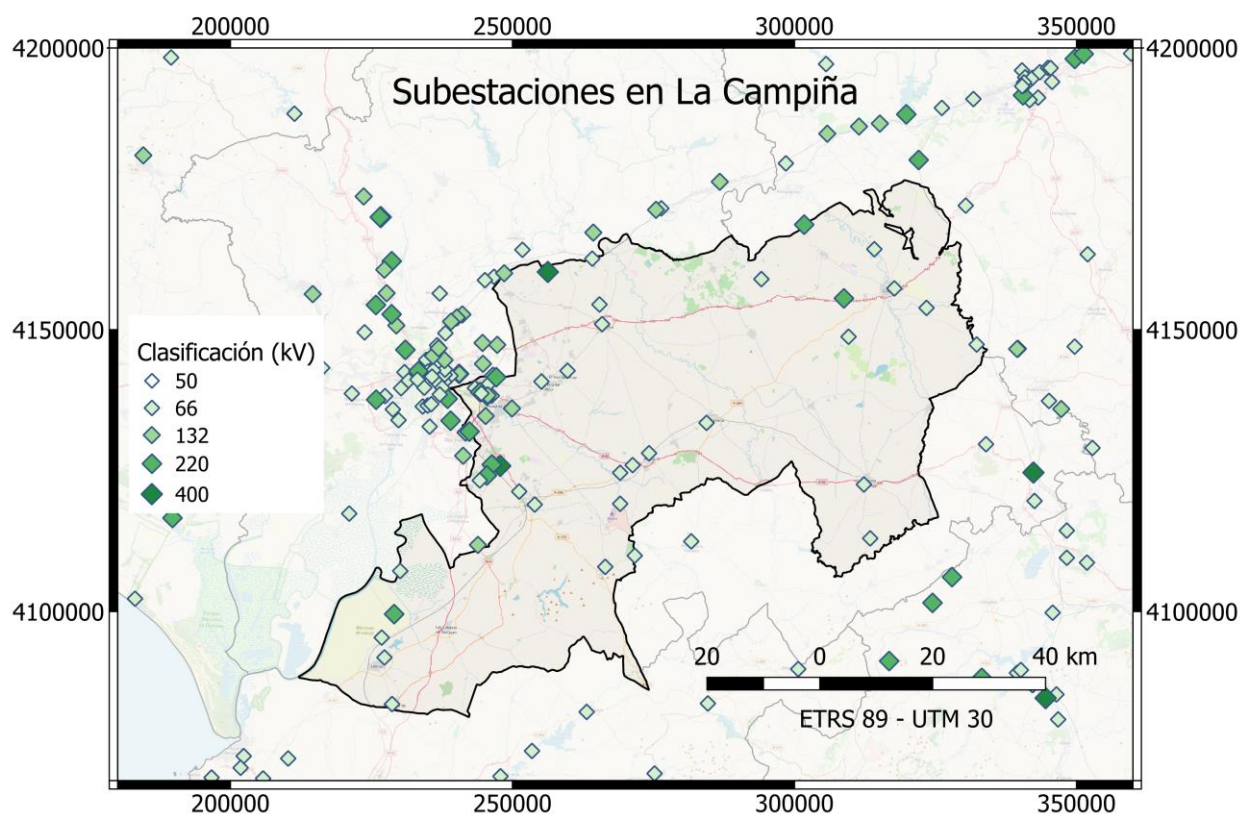 200000 250000 300000 350000
4200000 4200000
Subestaciones en La Campiña
4150000 4150000
Clasificación (kV)
50
66
132
220
400
4100000 4100000
20 0 20 40 km
ETRS 89 - UTM 30
200000 250000 300000 350000